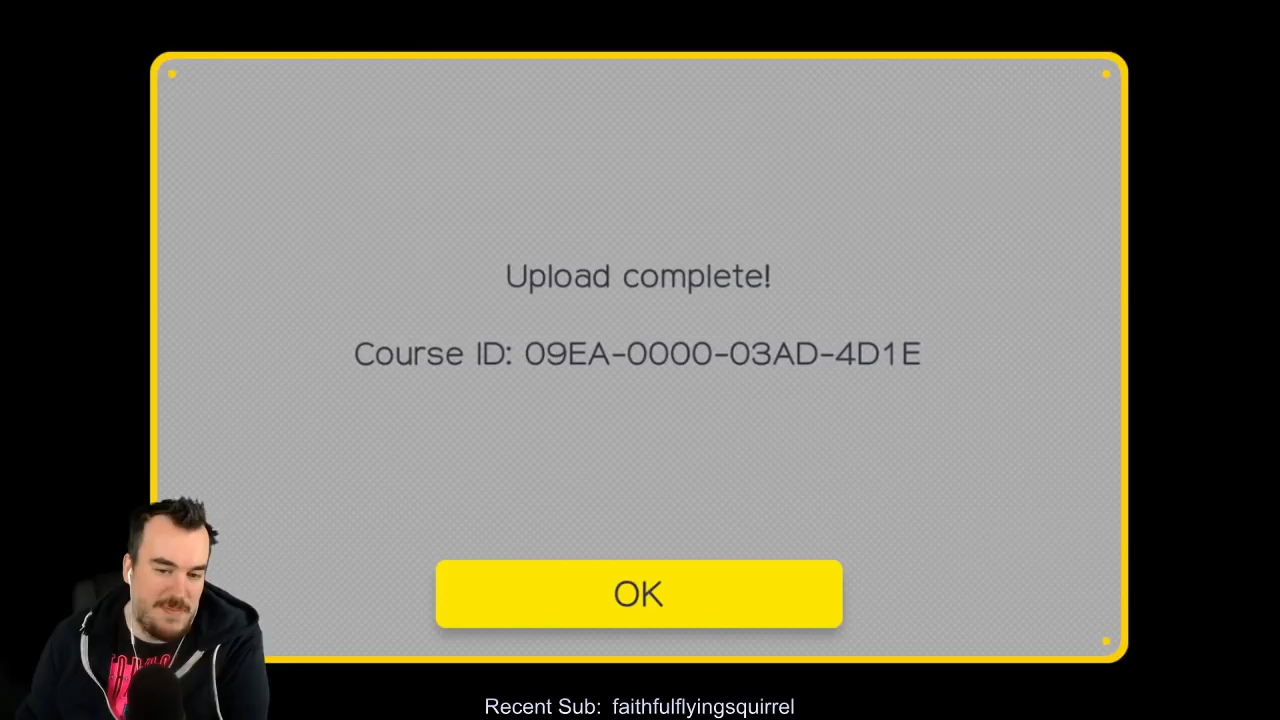 Upload complete!
Course ID: 09EA-0000-03AD-4D1E
OK
Recent Sub: faithfulflyingsquirrel